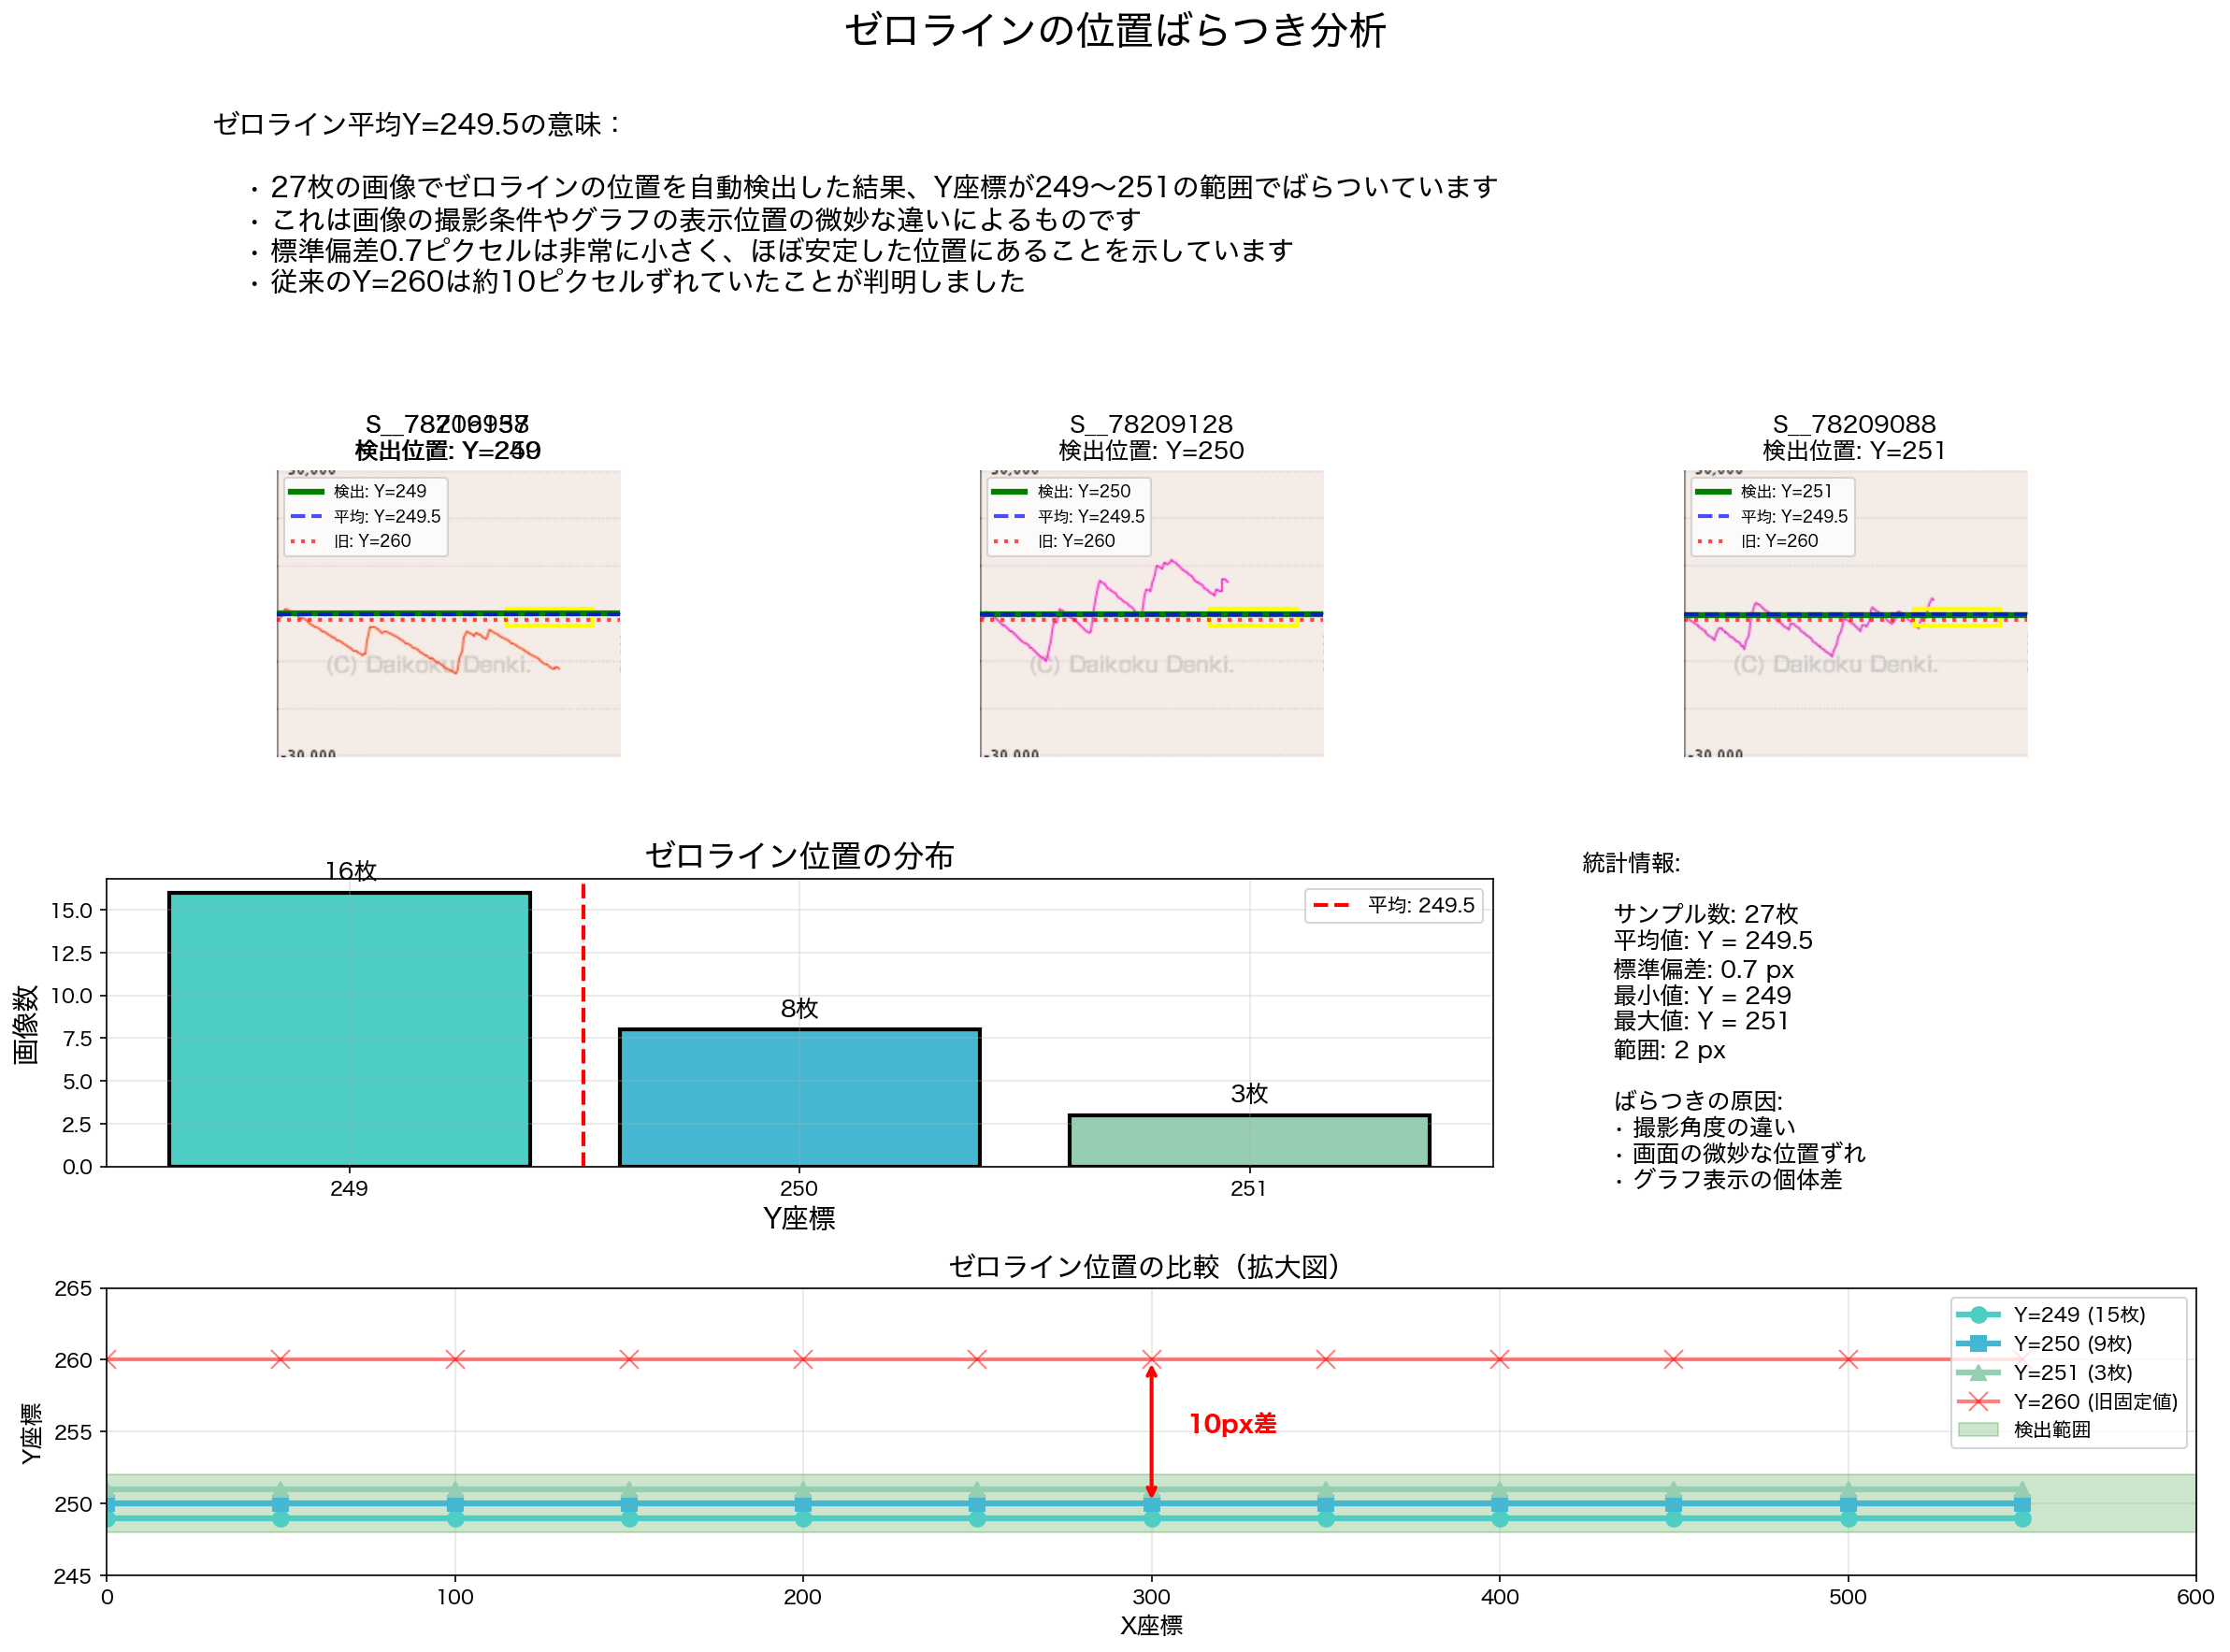 ゼロラインの位置ばらつき分析
ゼロライン平均Y=249.5の意味：
・27枚の画像でゼロラインの位置を自動検出した結果、Y座標が249〜251の範囲でばらついています
・これは画像の撮影条件やグラフの表示位置の微妙な違いによるものです
・標準偏差0.7ピクセルは非常に小さく、ほぼ安定した位置にあることを示しています
・従来のY=260は約10ピクセルずれていたことが判明しました
検出位置:
検出: Y=249
平均: Y=249.5
旧: Y=260
(C) Daikoku Denki.
-30,000
S__78209128
検出位置: Y=250
検出: Y=250
平均: Y=249.5
旧: Y=260
(C) Daikoku Denki.
-30,000
S__78209088
検出位置: Y=251
検出: Y=251
平均: Y=249.5
旧: Y=260
(C) Daikoku Denki.
-30,000
ゼロライン位置の分布
画像数
15.0
12.5
10.0
7.5
5.0
2.5
0.0
16枚
8枚
3枚
平均: 249.5
249
250
251
Y座標
統計情報:
サンプル数: 27枚
平均値: Y = 249.5
標準偏差: 0.7 px
最小値: Y = 249
最大値: Y = 251
範囲: 2 px
ばらつきの原因:
・撮影角度の違い
・画面の微妙な位置ずれ
・グラフ表示の個体差
ゼロライン位置の比較（拡大図）
Y座標
265
260
255
250
245
10px差
Y=249 (15枚)
Y=250 (9枚)
Y=251 (3枚)
Y=260 (旧固定値)
検出範囲
0
100
200
300
400
500
600
X座標